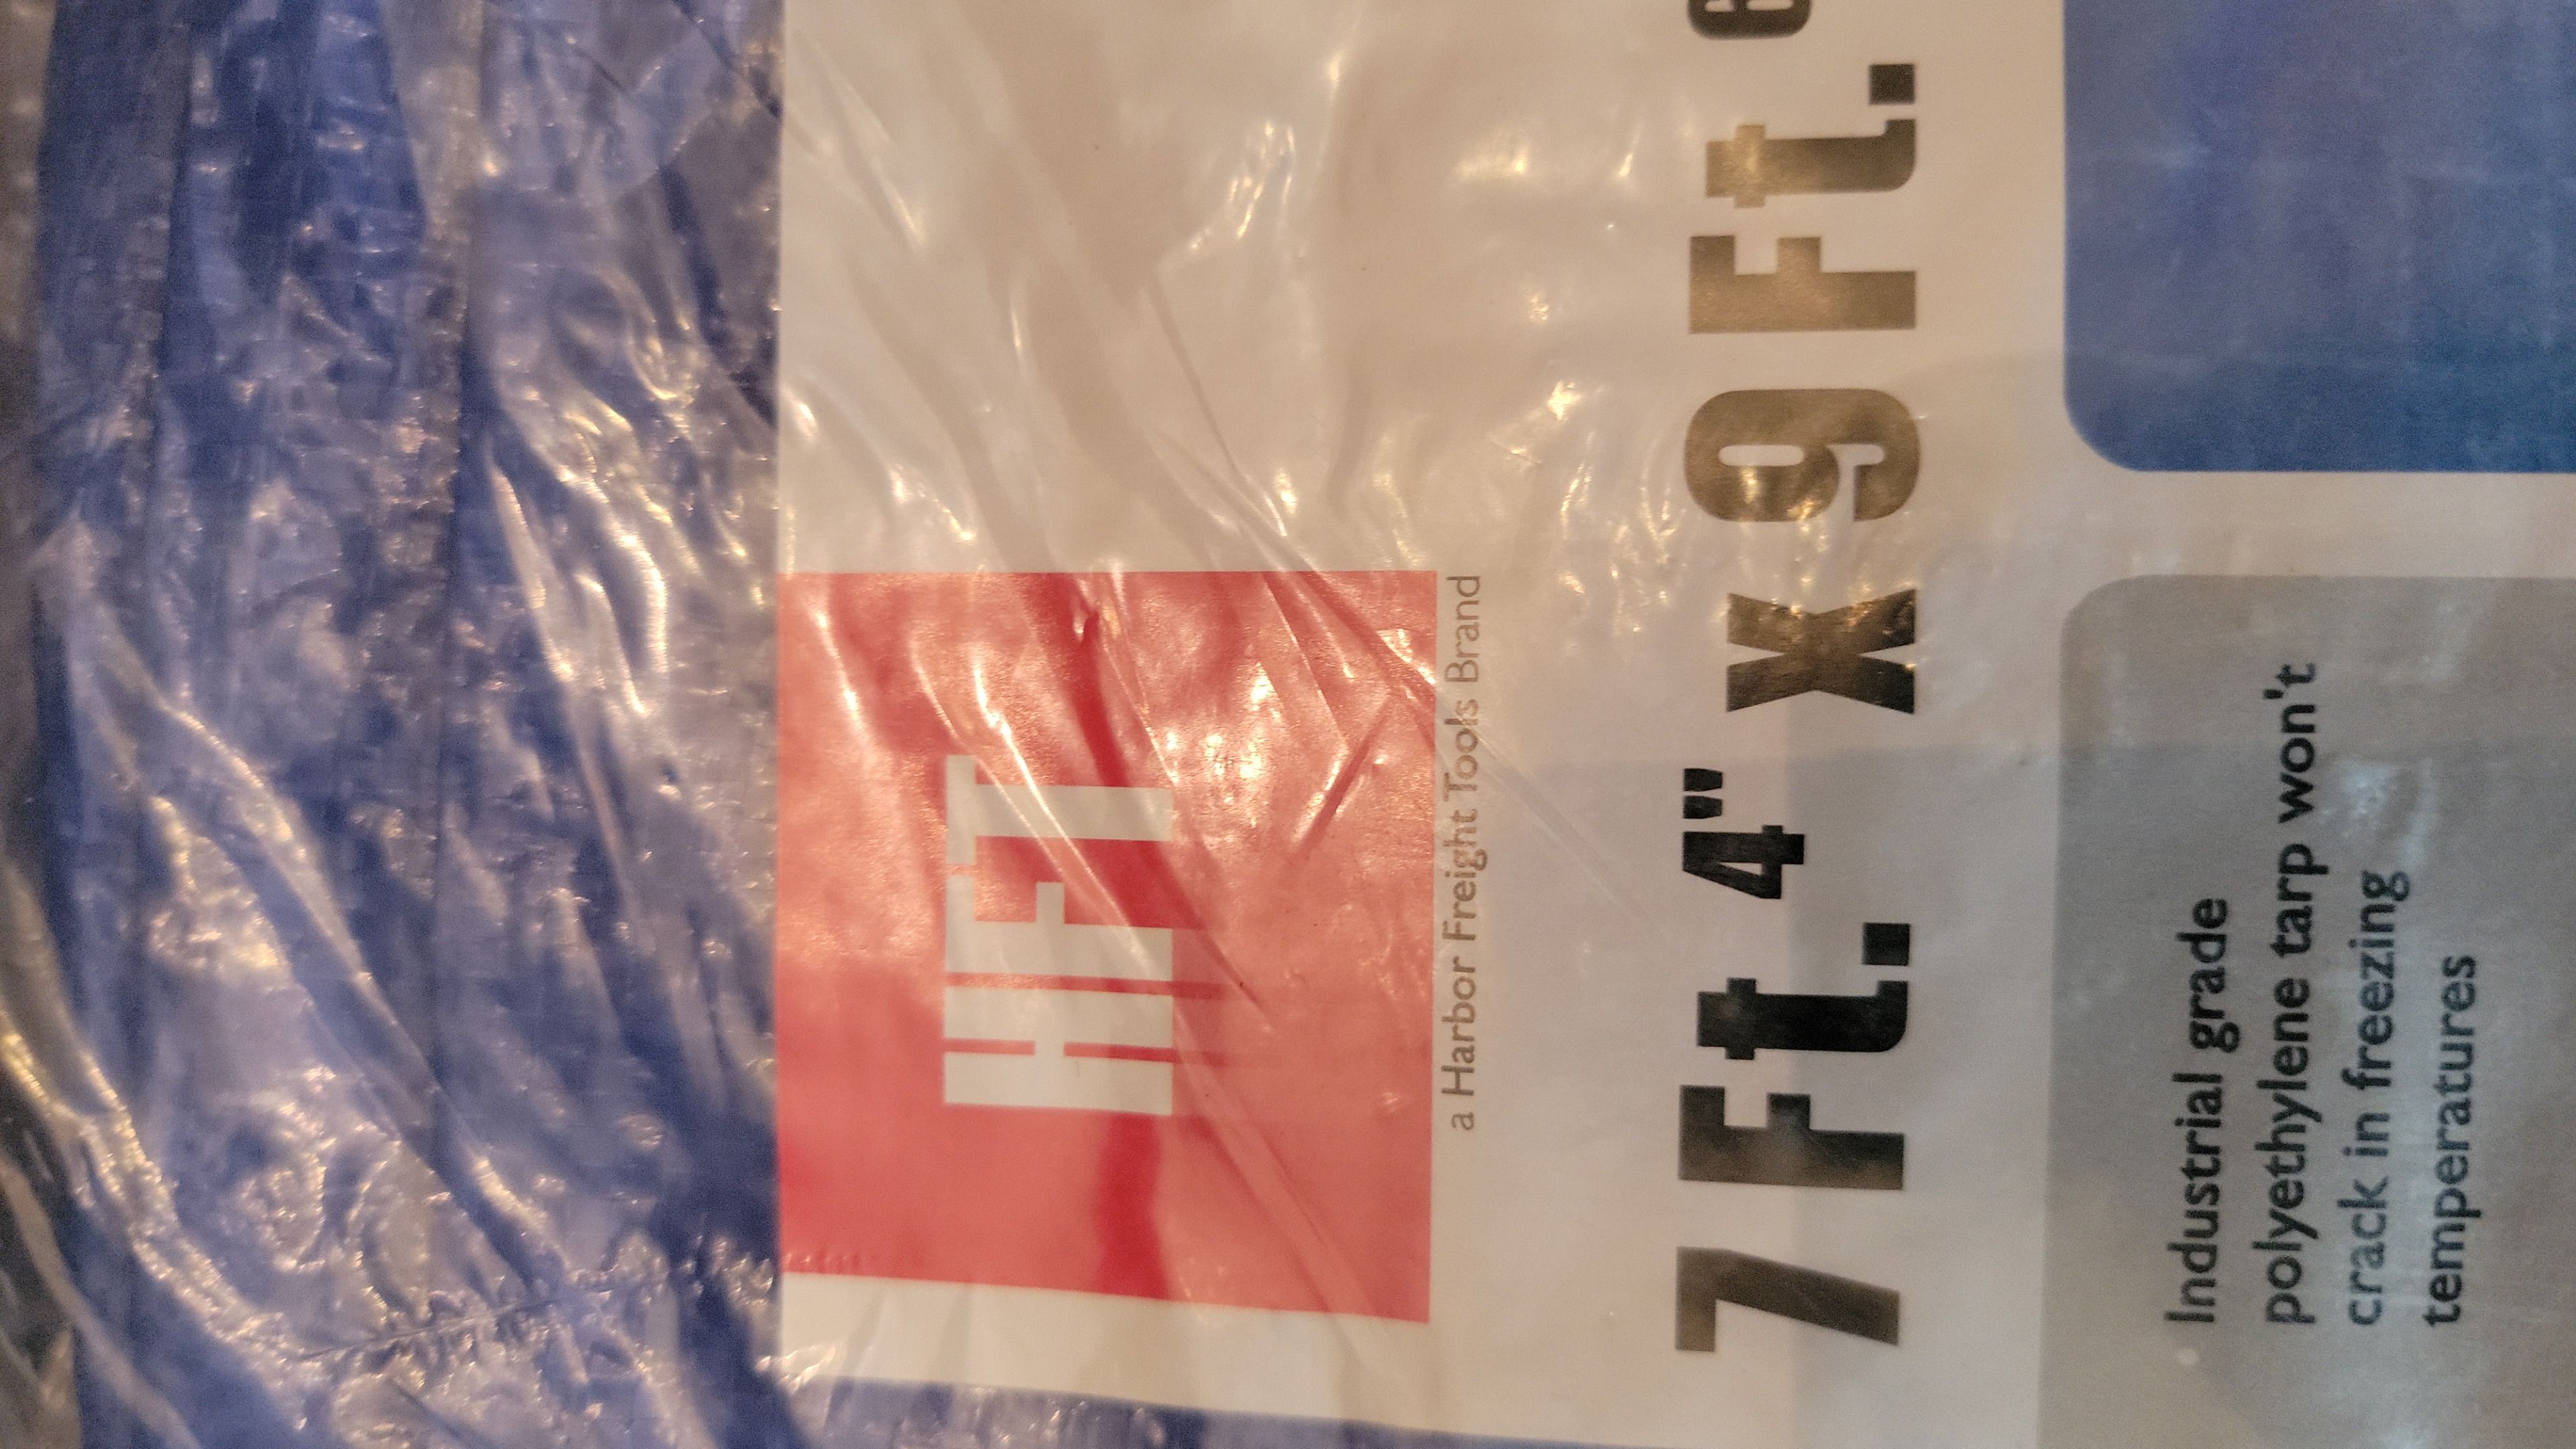 HFT
a Harbor Freight Tools Brand
7 Ft. 4" x 9 Ft.
Industrial grade
polyethylene tarp won't
crack in freezing
temperatures